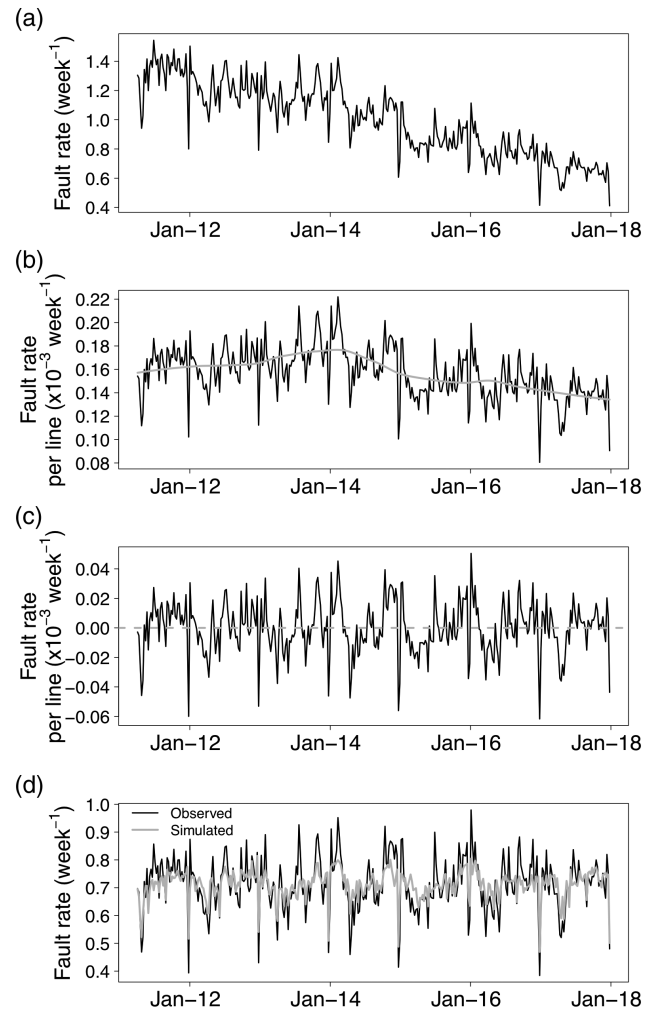 (a)
Fault rate (week⁻¹)
1.4
1.2
1.0
0.8
0.6
0.4
Jan−12 Jan−14 Jan−16 Jan−18
(b)
Fault rate
per line (x10⁻³ week⁻¹)
0.22
0.20
0.18
0.16
0.14
0.12
0.10
0.08
Jan−12 Jan−14 Jan−16 Jan−18
(c)
Fault rate
per line (x10⁻³ week⁻¹)
0.04
0.02
0.00
−0.02
−0.04
−0.06
Jan−12 Jan−14 Jan−16 Jan−18
(d)
Fault rate (week⁻¹)
1.0
0.9
0.8
0.7
0.6
0.5
0.4
Observed
Simulated
Jan−12 Jan−14 Jan−16 Jan−18